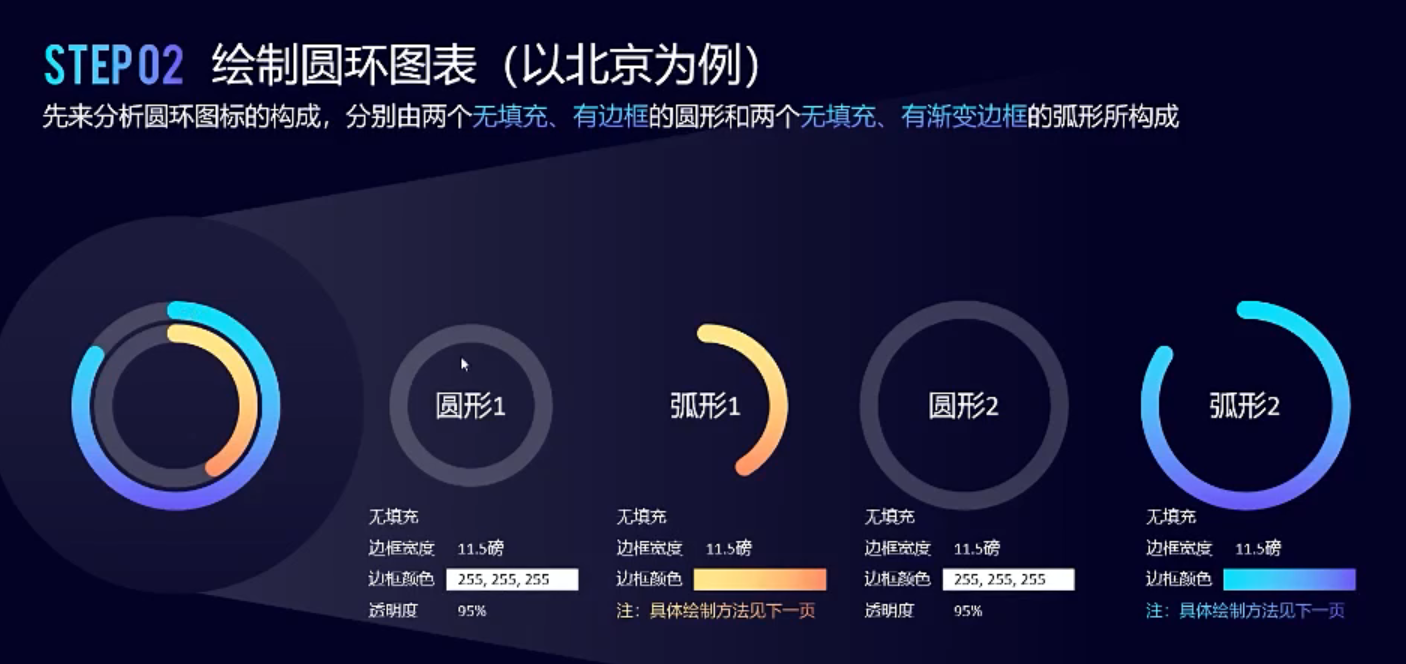 STEP 02 绘制圆环图表（以北京为例）
先来分析圆环图标的构成，分别由两个无填充、有边框的圆形和两个无填充、有渐变边框的弧形所构成
圆形1
弧形1
圆形2
弧形2
无填充
边框宽度 11.5磅
边框颜色 255, 255, 255
透明度 95%
无填充
边框宽度 11.5磅
边框颜色
注：具体绘制方法见下一页
无填充
边框宽度 11.5磅
边框颜色 255, 255, 255
透明度 95%
无填充
边框宽度 11.5磅
边框颜色
注：具体绘制方法见下一页